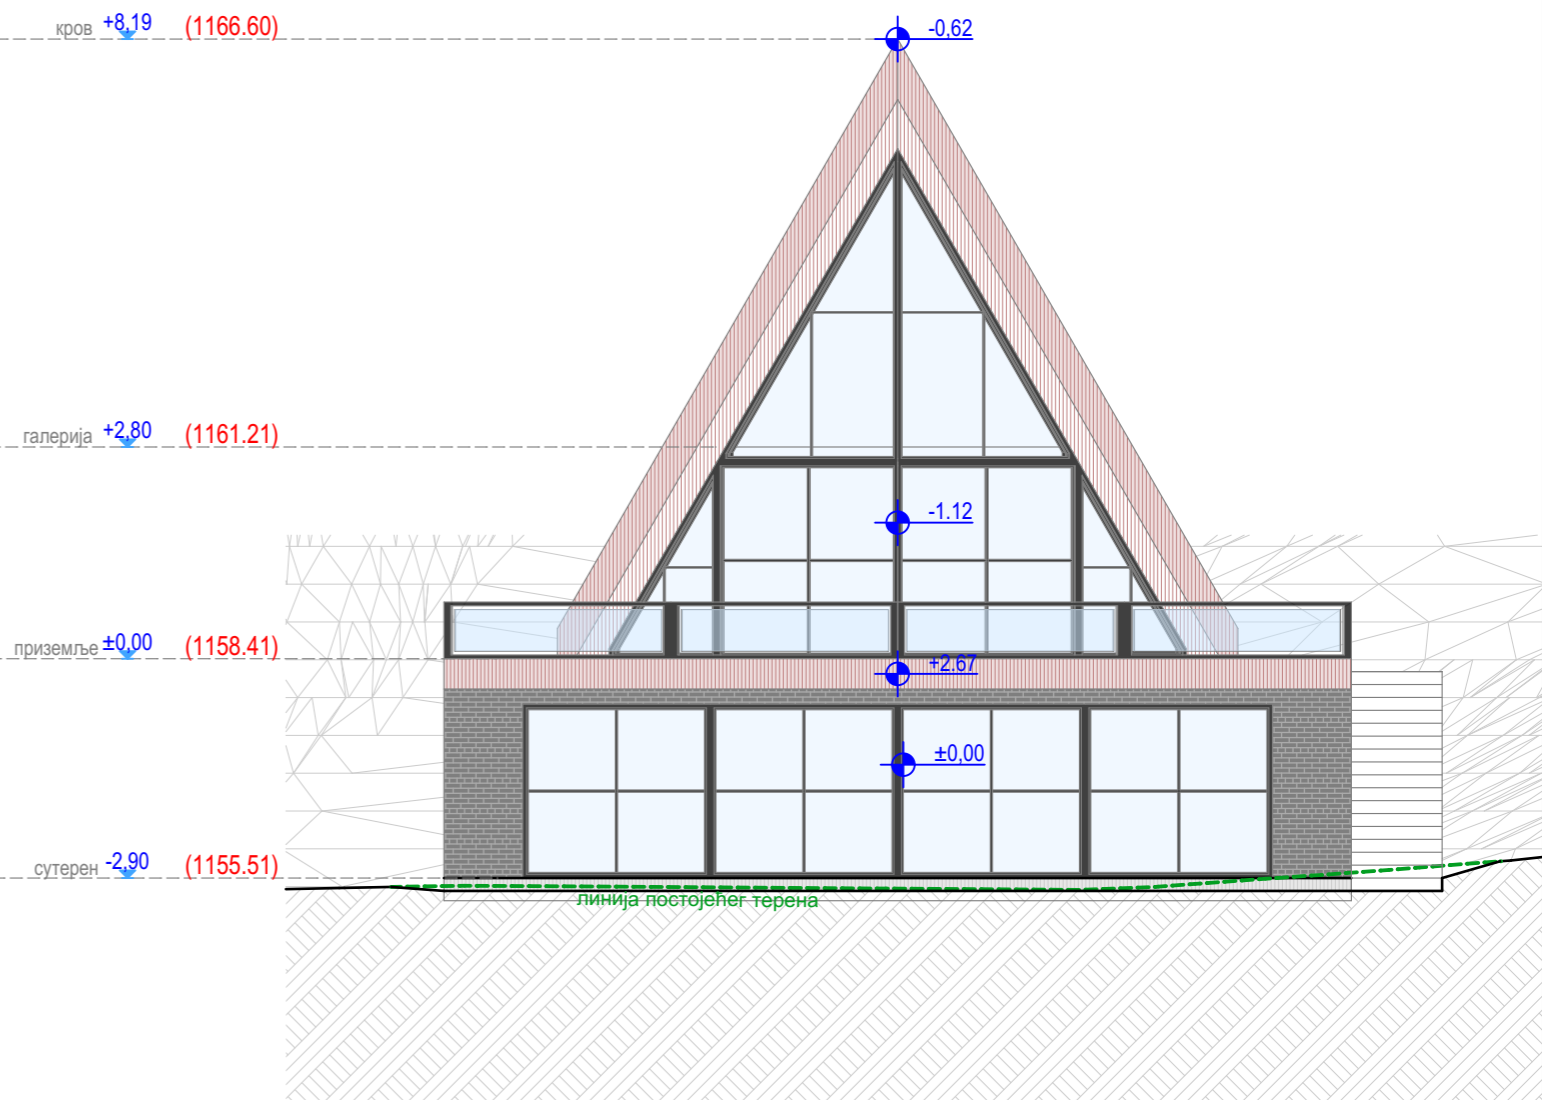 кров +8,19 (1166.60)
-0,62
галерија +2,80 (1161.21)
-1.12
приземље ±0,00 (1158.41)
+2.67
±0,00
сутерен -2,90 (1155.51)
линија постојећег терена